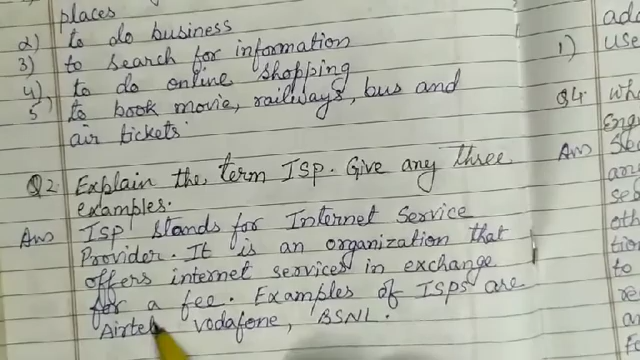 places
2) to do business
3) to search for information
4) to do online shopping
5) to book movie, railways, bus and
air tickets
Q2 Explain the term ISP. Give any three
examples.
Ans ISP stands for Internet Service
Provider. It is an organization that
offers internet services in exchange
for a fee. Examples of ISPs are
Airtel, Vodafone, BSNL.
1) use
Q4. Wh
Ans
to